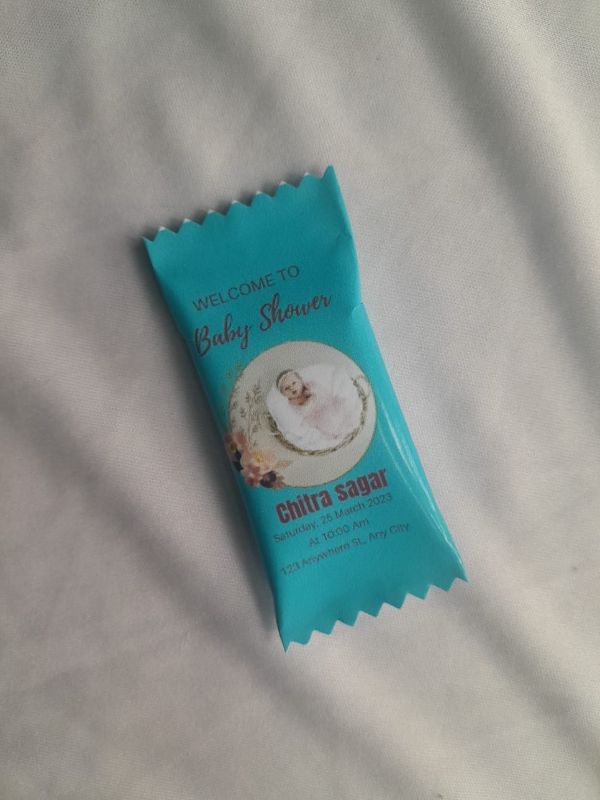 WELCOME TO
Baby Shower
Chitra sagar
Saturday, 25 March 2023
At 10:00 Am
123 Anywhere St., Any City